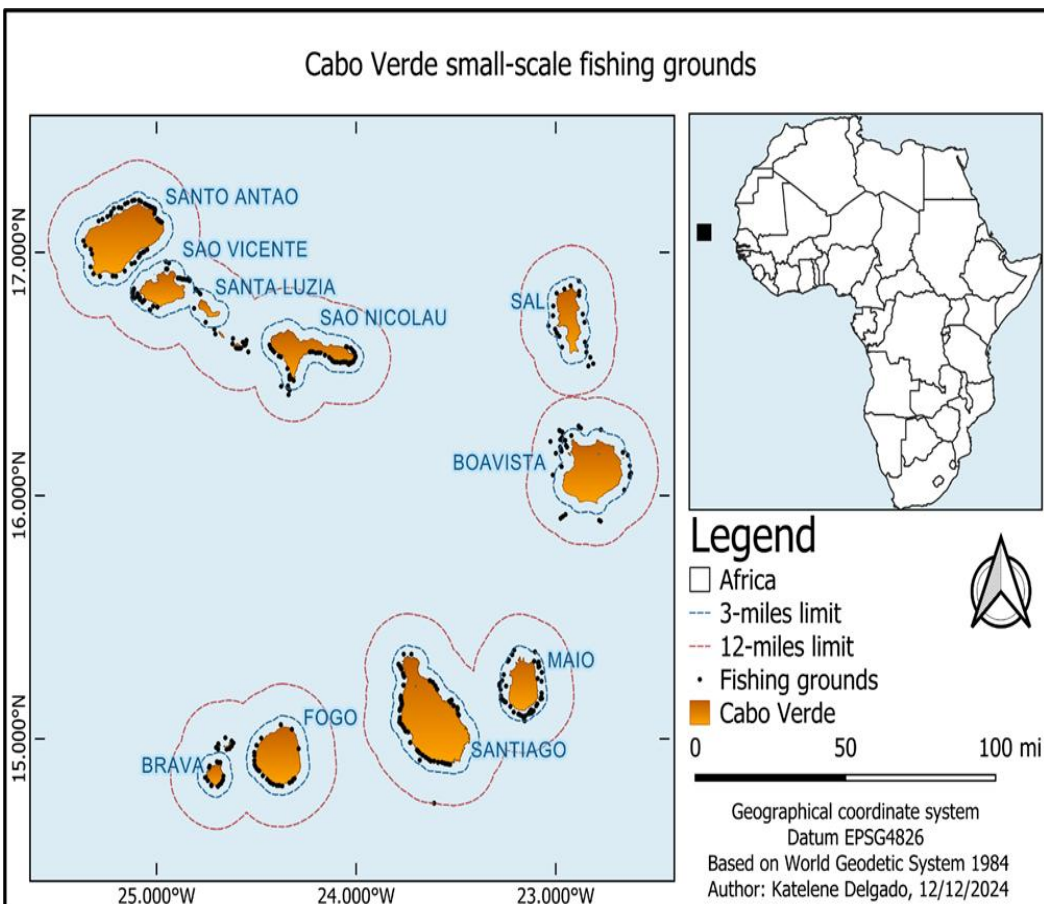 Cabo Verde small-scale fishing grounds
SANTO ANTAO
SAO VICENTE
SANTA LUZIA
SAO NICOLAU
SAL
BOAVISTA
MAIO
FOGO
SANTIAGO
BRAVA
17.000°N
16.000°N
15.000°N
25.000°W
24.000°W
23.000°W
Legend
Africa
3-miles limit
12-miles limit
Fishing grounds
Cabo Verde
0 50 100 mi
Geographical coordinate system
Datum EPSG4826
Based on World Geodetic System 1984
Author: Katelene Delgado, 12/12/2024